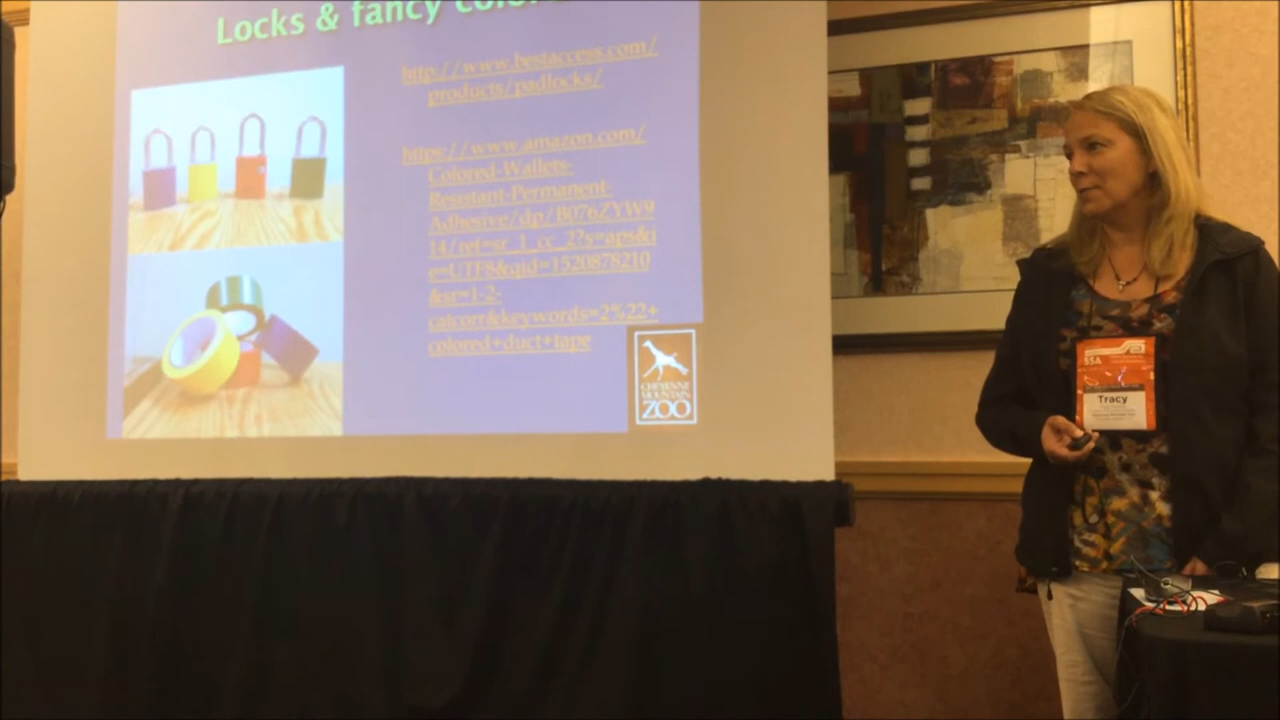 Locks & fancy colored
http://www.bestaccess.com/
products/padlocks/
https://www.amazon.com/
Colored-Wallets-
Resistant-Permanent-
Adhesive/dp/B076ZYW9
14/ref=sr_1_cc_2?s=aps&i
e=UTF8&qid=1520878210
&sr=1-2-
catcorr&keywords=2%22+
colored+duct+tape
CHEYENNE
MOUNTAIN
ZOO
SSA
Tracy